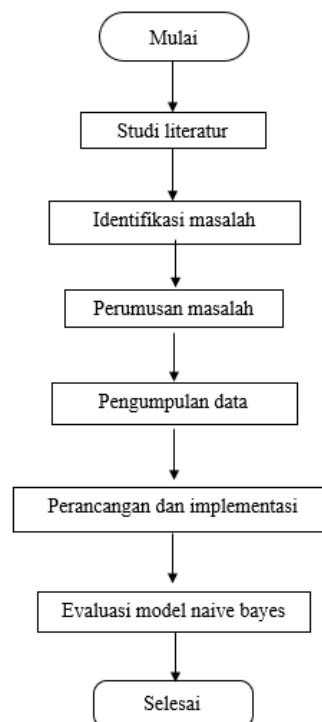 Mulai
Studi literatur
Identifikasi masalah
Perumusan masalah
Pengumpulan data
Perancangan dan implementasi
Evaluasi model naive bayes
Selesai